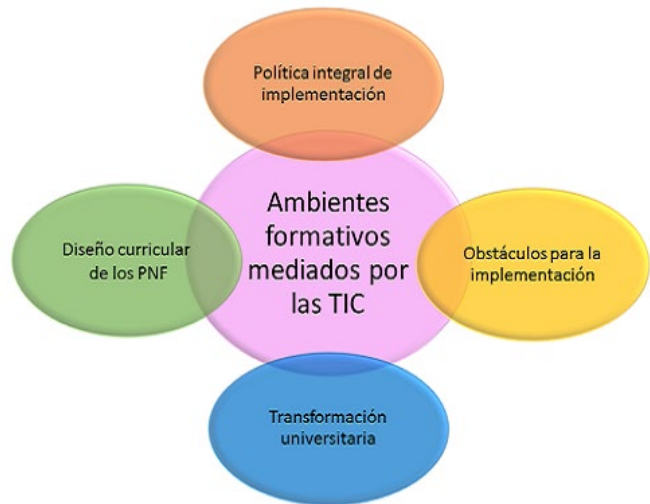 Política integral de
implementación
Ambientes
formativos
mediados por
las TIC
Diseño curricular
de los PNF
Obstáculos para la
implementación
Transformación
universitaria